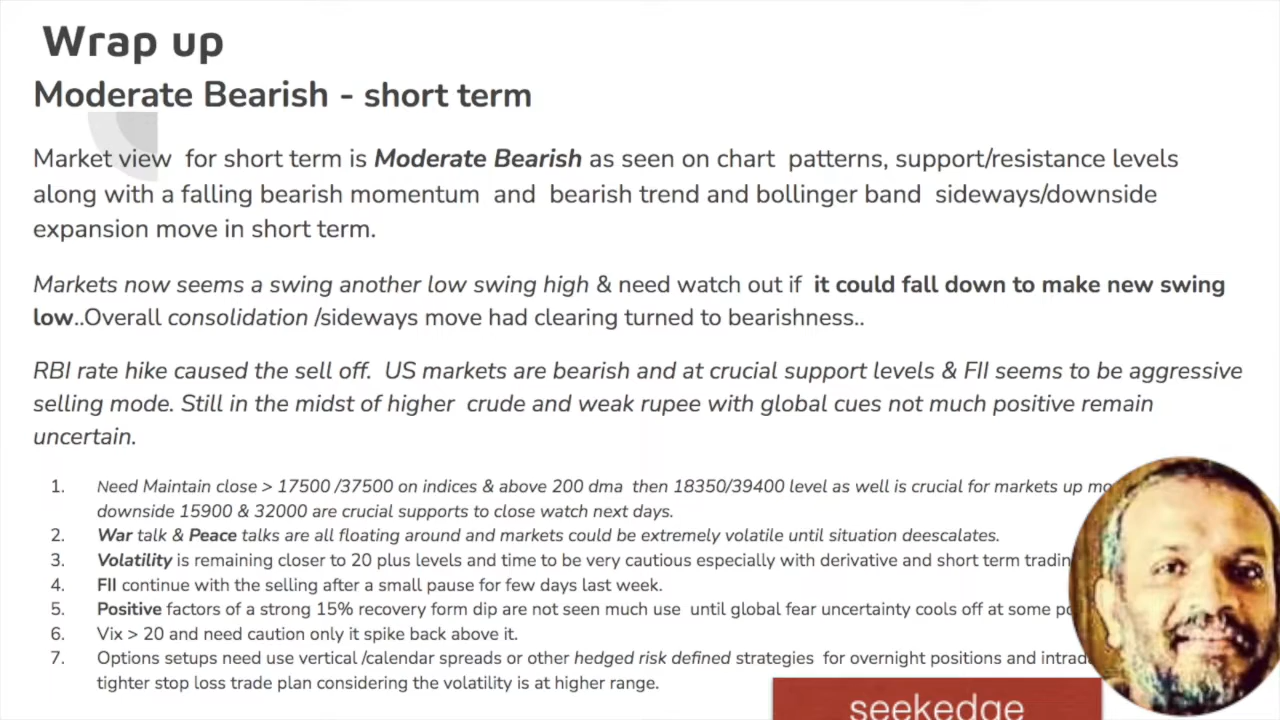 Wrap up
Moderate Bearish - short term
Market view for short term is Moderate Bearish as seen on chart patterns, support/resistance levels
along with a falling bearish momentum and bearish trend and bollinger band sideways/downside
expansion move in short term.
Markets now seems a swing another low swing high & need watch out if it could fall down to make new swing
low..Overall consolidation /sideways move had clearing turned to bearishness..
RBI rate hike caused the sell off. US markets are bearish and at crucial support levels & FII seems to be aggressive
selling mode. Still in the midst of higher crude and weak rupee with global cues not much positive remain
uncertain.
1. Need Maintain close > 17500 /37500 on indices & above 200 dma then 18350/39400 level as well is crucial for markets up
downside 15900 & 32000 are crucial supports to close watch next days.
2. War talk & Peace talks are all floating around and markets could be extremely volatile until situation deescalates.
3. Volatility is remaining closer to 20 plus levels and time to be very cautious especially with derivative and short term
4. FII continue with the selling after a small pause for few days last week.
5. Positive factors of a strong 15% recovery form dip are not seen much use until global fear uncertainty cools off at some
6. Vix > 20 and need caution only it spike back above it.
7. Options setups need use vertical /calendar spreads or other hedged risk defined strategies for overnight positions and
tighter stop loss trade plan considering the volatility is at higher range.
seekedge